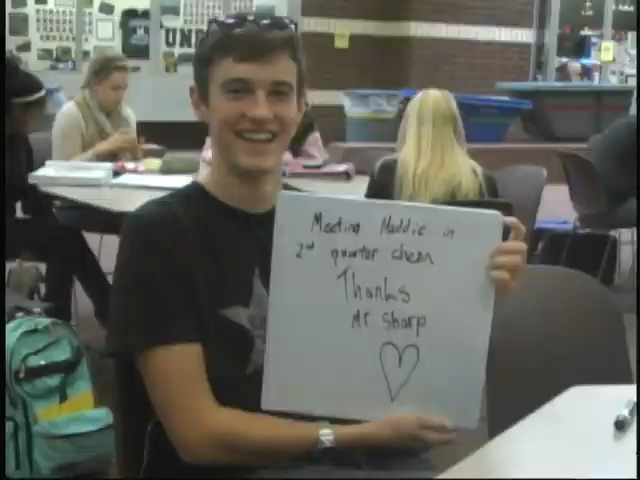 Meeting Maddie in
2nd quarter chem
Thanks
Mr. Sharp